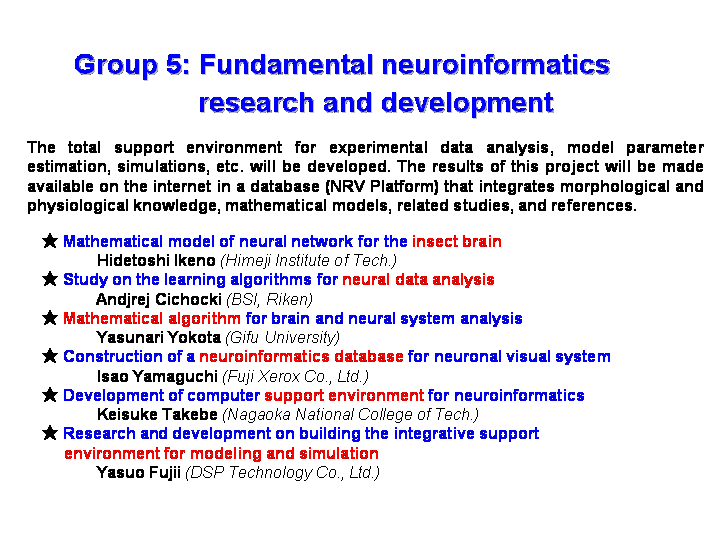 Group 5: Fundamental neuroinformatics
research and development
The total support environment for experimental data analysis, model parameter
estimation, simulations, etc. will be developed. The results of this project will be made
available on the internet in a database (NRV Platform) that integrates morphological and
physiological knowledge, mathematical models, related studies, and references.
★ Mathematical model of neural network for the insect brain
Hidetoshi Ikeno (Himeji Institute of Tech.)
★ Study on the learning algorithms for neural data analysis
Andjrej Cichocki (BSI, Riken)
★ Mathematical algorithm for brain and neural system analysis
Yasunari Yokota (Gifu University)
★ Construction of a neuroinformatics database for neuronal visual system
Isao Yamaguchi (Fuji Xerox Co., Ltd.)
★ Development of computer support environment for neuroinformatics
Keisuke Takebe (Nagaoka National College of Tech.)
★ Research and development on building the integrative support
environment for modeling and simulation
Yasuo Fujii (DSP Technology Co., Ltd.)